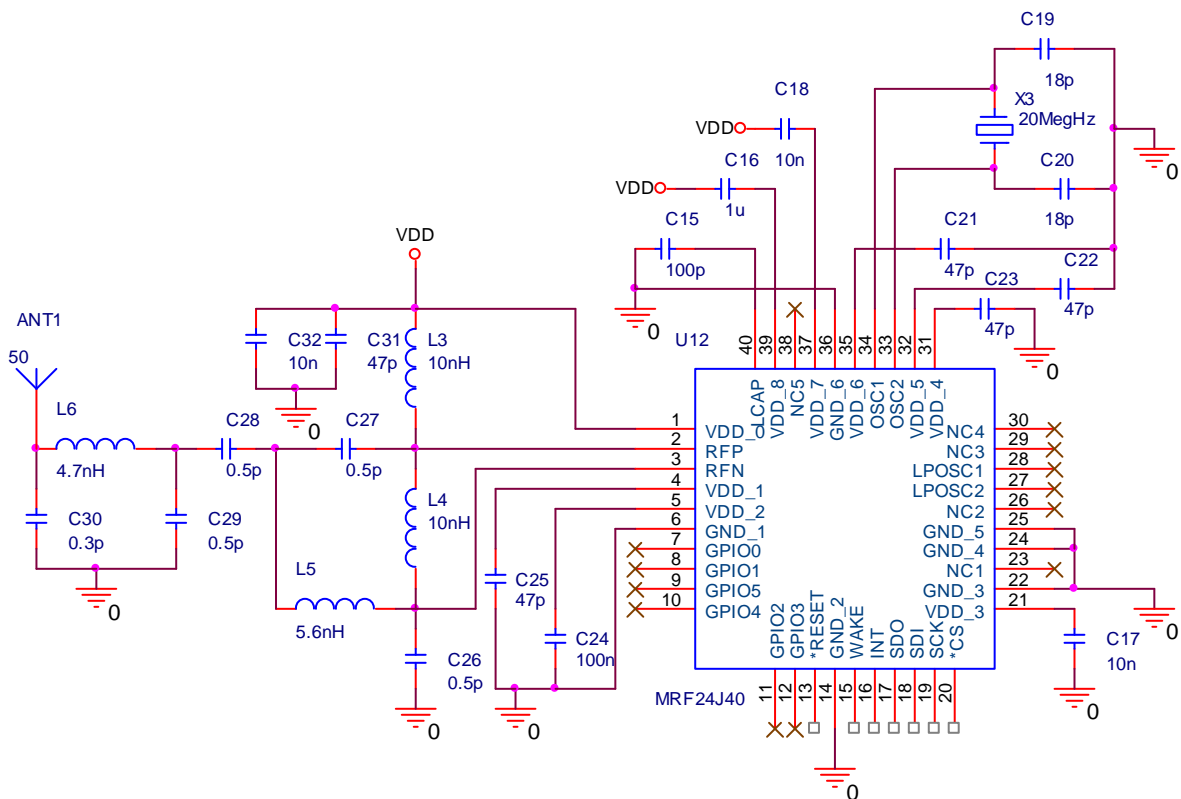 C19
18p
X3
20MegHz
C18
VDD
10n
C16
VDD
1u
C20
18p
0
C15
100p
C21
47p
C22
47p
C23
47p
VDD
0
U12
0
ANT1
50
C32
10n
C31
47p
L3
10nH
0
L6
4.7nH
C28
0.5p
C27
0.5p
L4
10nH
C30
0.3p
C29
0.5p
0
L5
5.6nH
C26
0.5p
0
C25
47p
C24
100n
0
40 39 38 37 36 35 34 33 32 31
LCAP VDD_8 NC5 VDD_7 GND_6 VDD_6 OSC1 OSC2 VDD_5 VDD_4
1 VDD_0
2 RFP
3 RFN
4 VDD_1
5 VDD_2
6 GND_1
7 GPIO0
8 GPIO1
9 GPIO5
10 GPIO4
NC4 30
NC3 29
LPOSC1 28
LPOSC2 27
NC2 26
GND_5 25
GND_4 24
NC1 23
GND_3 22
VDD_3 21
GPIO2 GPIO3 *RESET GND_2 WAKE INT SDO SDI SCK *CS
11 12 13 14 15 16 17 18 19 20
MRF24J40
0
C17
10n
0
0